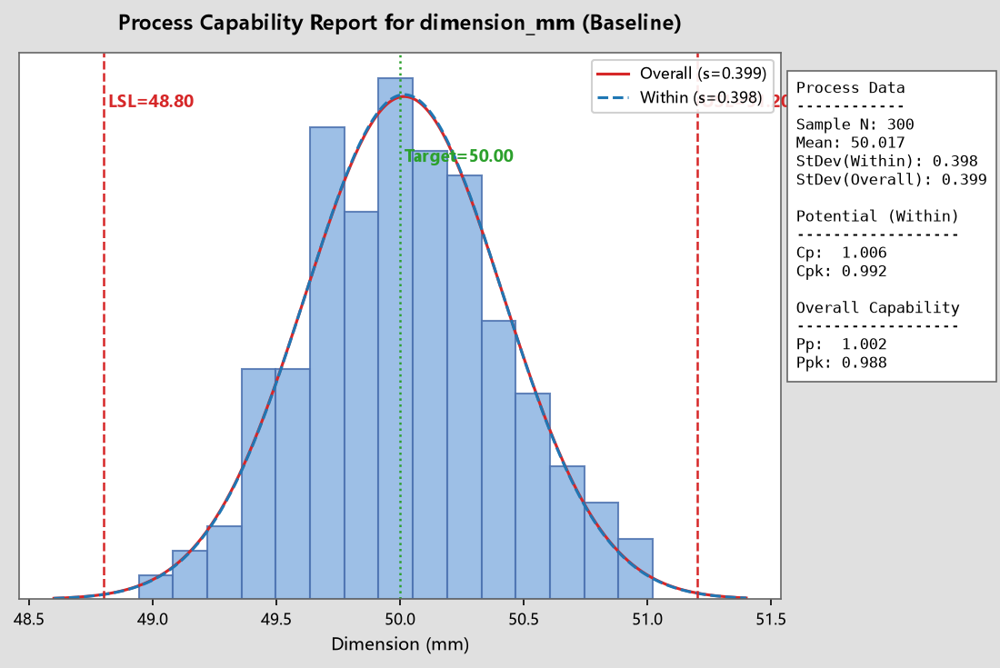 Process Capability Report for dimension_mm (Baseline)
LSL=48.80
Target=50.00
Overall (s=0.399)
Within (s=0.398)
Process Data
------------
Sample N: 300
Mean: 50.017
StDev(Within): 0.398
StDev(Overall): 0.399
Potential (Within)
------------------
Cp: 1.006
Cpk: 0.992
Overall Capability
------------------
Pp: 1.002
Ppk: 0.988
48.5 49.0 49.5 50.0 50.5 51.0 51.5
Dimension (mm)